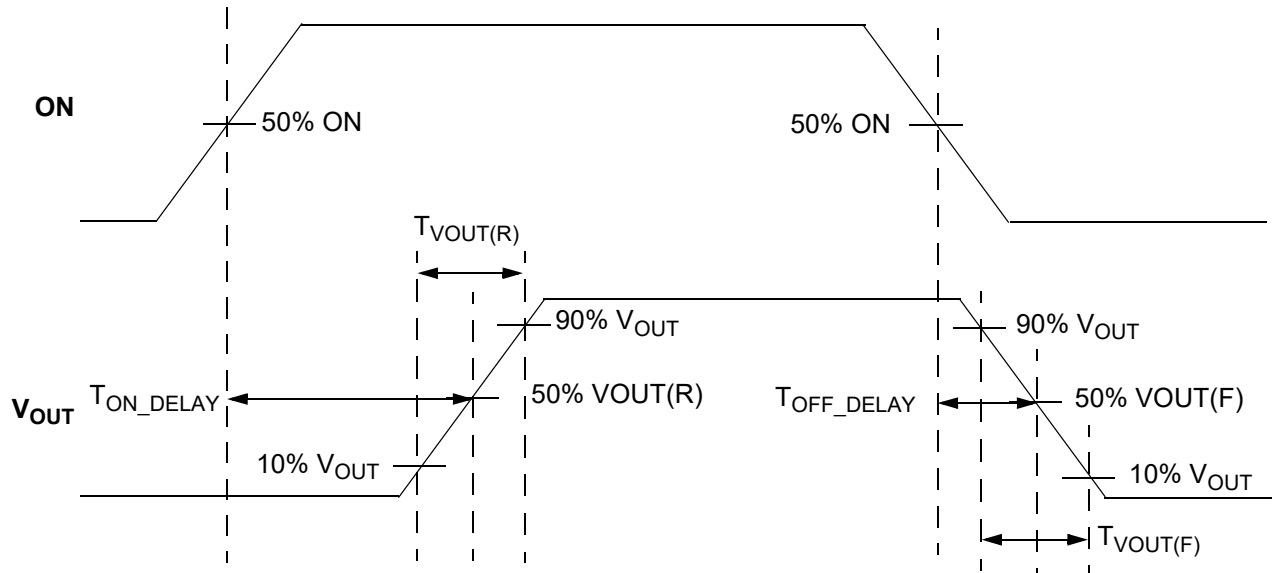 ON
50% ON
50% ON
TVOUT(R)
90% VOUT
90% VOUT
VOUT
TON_DELAY
50% VOUT(R)
TOFF_DELAY
50% VOUT(F)
10% VOUT
10% VOUT
TVOUT(F)